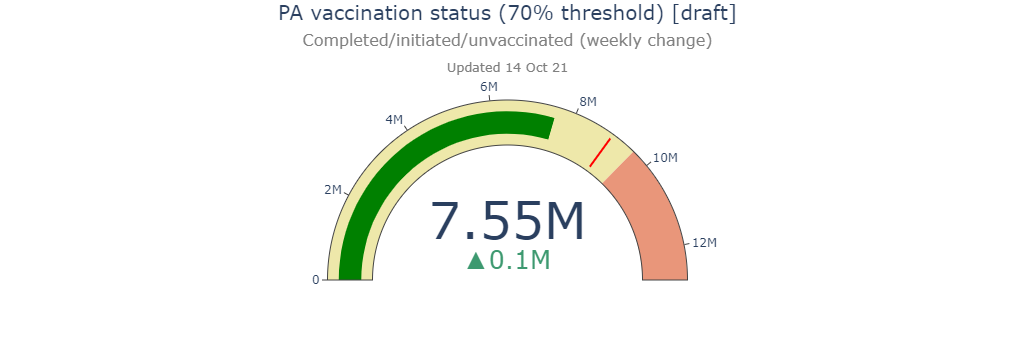 PA vaccination status (70% threshold) [draft]
Completed/initiated/unvaccinated (weekly change)
Updated 14 Oct 21
0
2M
4M
6M
8M
10M
12M
7.55M
▲0.1M